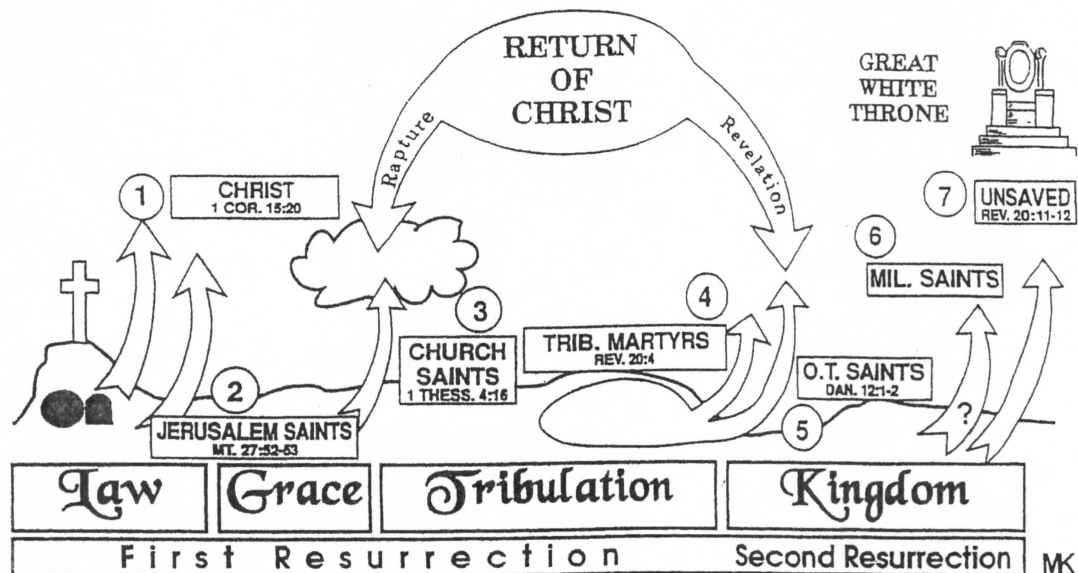 RETURN
OF
CHRIST
Rapture
Revelation
GREAT
WHITE
THRONE
1
CHRIST
1 COR. 15:20
2
JERUSALEM SAINTS
MT. 27:52-53
3
CHURCH
SAINTS
1 THESS. 4:16
4
TRIB. MARTYRS
REV. 20:4
O.T. SAINTS
DAN. 12:1-2
5
6
MIL. SAINTS
7
UNSAVED
REV. 20:11-12
?
Law Grace Tribulation Kingdom
First Resurrection Second Resurrection MK